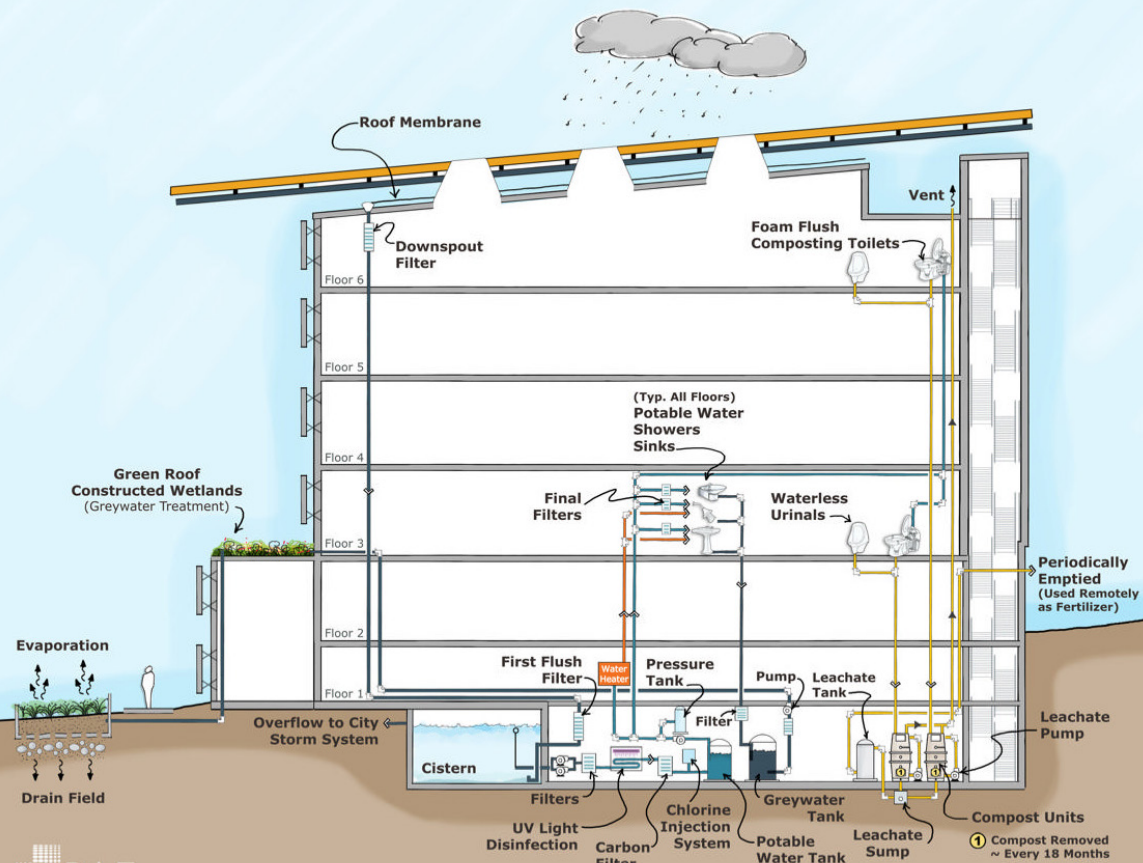 Roof Membrane
Downspout
Filter
Vent
Foam Flush
Composting Toilets
Floor 6
Floor 5
Floor 4
(Typ. All Floors)
Potable Water
Showers
Sinks
Green Roof
Constructed Wetlands
(Greywater Treatment)
Final
Filters
Waterless
Urinals
Floor 3
Periodically
Emptied
(Used Remotely
as Fertilizer)
Floor 2
Evaporation
First Flush
Filter
Water
Heater
Pressure
Tank
Pump
Leachate
Tank
Floor 1
Overflow to City
Storm System
Filter
Leachate
Pump
Cistern
Drain Field
Filters
UV Light
Disinfection
Carbon
Filter
Chlorine
Injection
System
Potable
Water Tank
Greywater
Tank
1
1
Leachate
Sump
Compost Units
1 Compost Removed
~ Every 18 Months